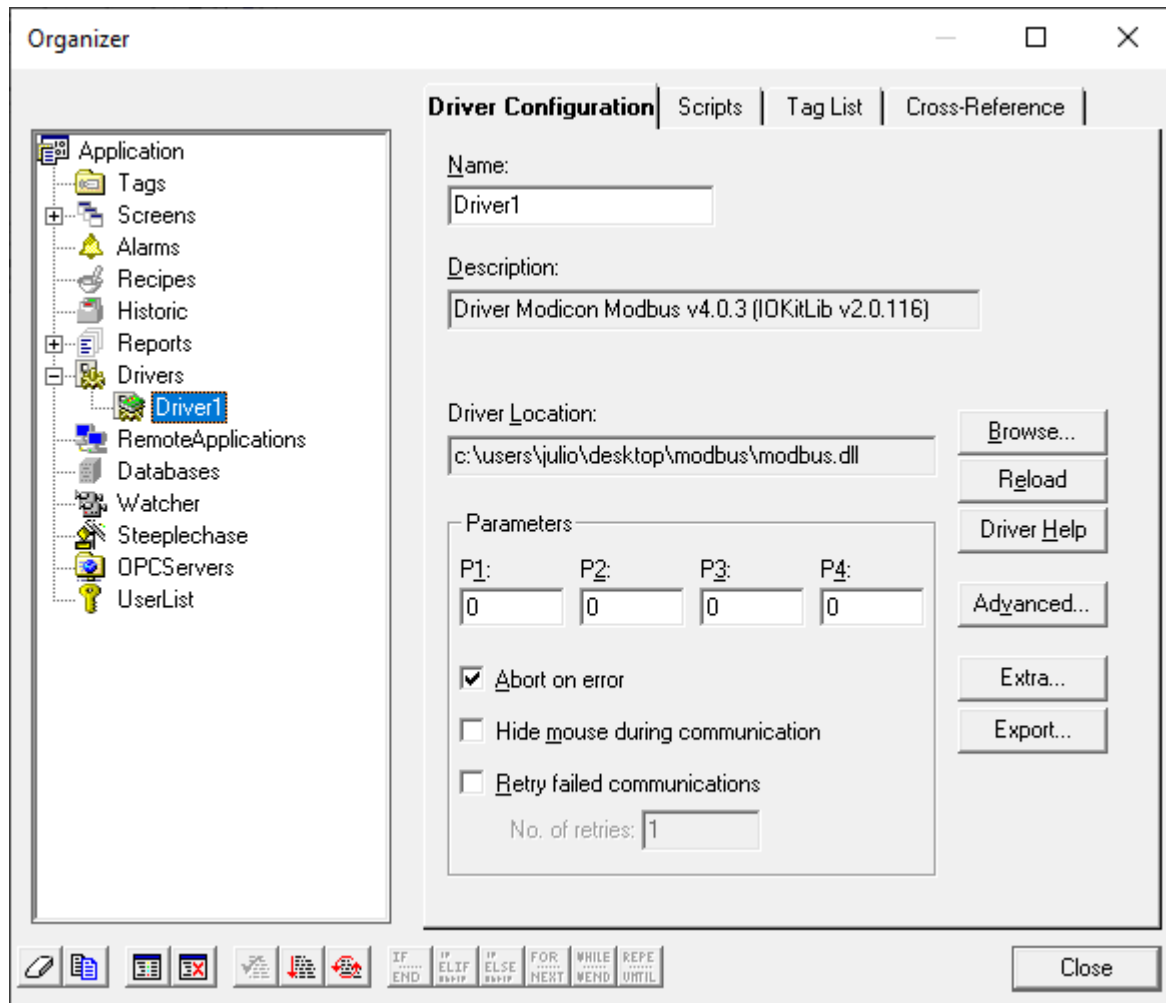 Organizer
Driver Configuration Scripts Tag List Cross-Reference
Application
Tags
Screens
Alarms
Recipes
Historic
Reports
Drivers
Driver1
RemoteApplications
Databases
Watcher
Steeplechase
OPCServers
UserList
Name:
Driver1
Description:
Driver Modicon Modbus v4.0.3 (IOKitLib v2.0.116)
Driver Location:
c:\users\julio\desktop\modbus\modbus.dll
Browse...
Reload
Driver Help
Advanced...
Extra...
Export...
Parameters
P1: P2: P3: P4:
0 0 0 0
Abort on error
Hide mouse during communication
Retry failed communications
No. of retries: 1
IF END
IF ELIF
IF ELSE
FOR NEXT
WHILE WEND
REPE UNTIL
Close